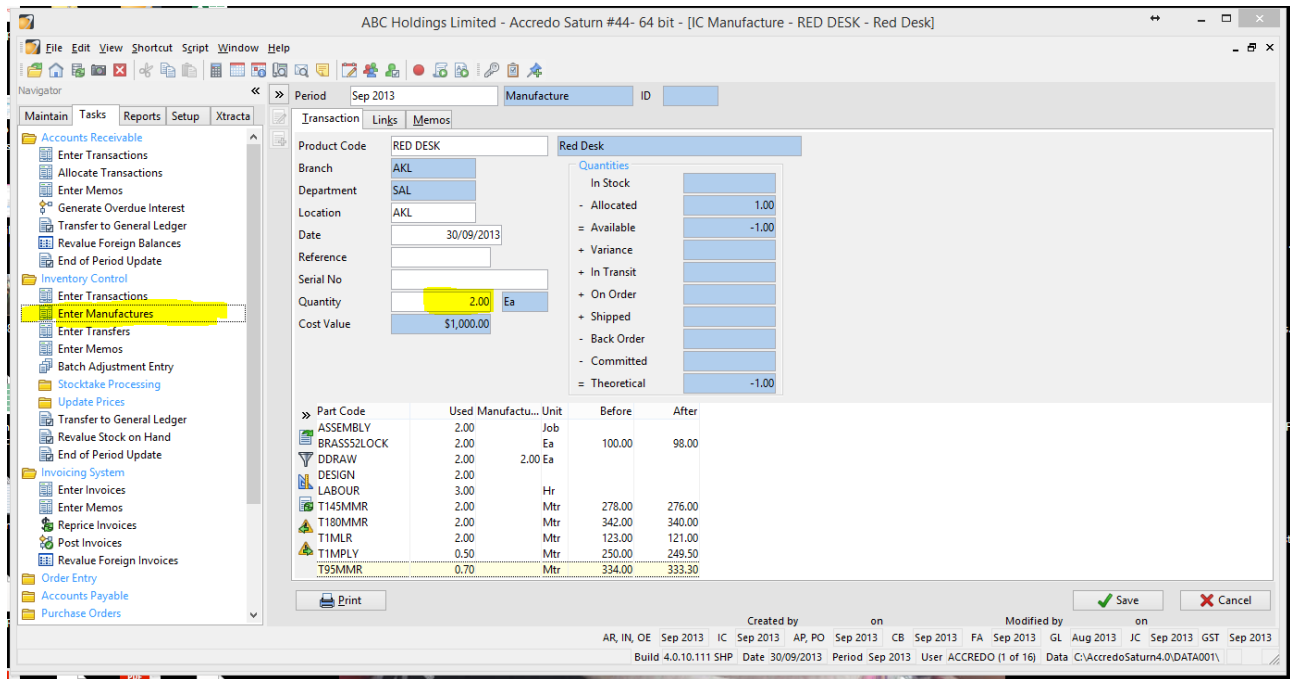 ABC Holdings Limited - Accredo Saturn #44- 64 bit - [IC Manufacture - RED DESK - Red Desk]
File Edit View Shortcut Script Window Help
Navigator
Maintain Tasks Reports Setup Xtracta
Accounts Receivable
Enter Transactions
Allocate Transactions
Enter Memos
Generate Overdue Interest
Transfer to General Ledger
Revalue Foreign Balances
End of Period Update
Inventory Control
Enter Transactions
Enter Manufactures
Enter Transfers
Enter Memos
Batch Adjustment Entry
Stocktake Processing
Update Prices
Transfer to General Ledger
Revalue Stock on Hand
End of Period Update
Invoicing System
Enter Invoices
Enter Memos
Reprice Invoices
Post Invoices
Revalue Foreign Invoices
Order Entry
Accounts Payable
Purchase Orders
Period Sep 2013 Manufacture ID
Transaction Links Memos
Product Code RED DESK Red Desk
Branch AKL
Department SAL
Location AKL
Date 30/09/2013
Reference
Serial No
Quantity 2.00 Ea
Cost Value $1,000.00
Quantities
In Stock
- Allocated 1.00
= Available -1.00
+ Variance
+ In Transit
+ On Order
+ Shipped
- Back Order
- Committed
= Theoretical -1.00
Part Code Used Manufactu... Unit Before After
ASSEMBLY 2.00 Job
BRASS52LOCK 2.00 Ea 100.00 98.00
DDRAW 2.00 2.00 Ea
DESIGN 2.00
LABOUR 3.00 Hr
T145MMR 2.00 Mtr 278.00 276.00
T180MMR 2.00 Mtr 342.00 340.00
T1MLR 2.00 Mtr 123.00 121.00
T1MPLY 0.50 Mtr 250.00 249.50
T95MMR 0.70 Mtr 334.00 333.30
Print Save Cancel
Created by on Modified by on
AR, IN, OE Sep 2013 IC Sep 2013 AP, PO Sep 2013 CB Sep 2013 FA Sep 2013 GL Aug 2013 JC Sep 2013 GST Sep 2013
Build 4.0.10.111 SHP Date 30/09/2013 Period Sep 2013 User ACCREDO (1 of 16) Data C:\AccredoSaturn4.0\DATA001\